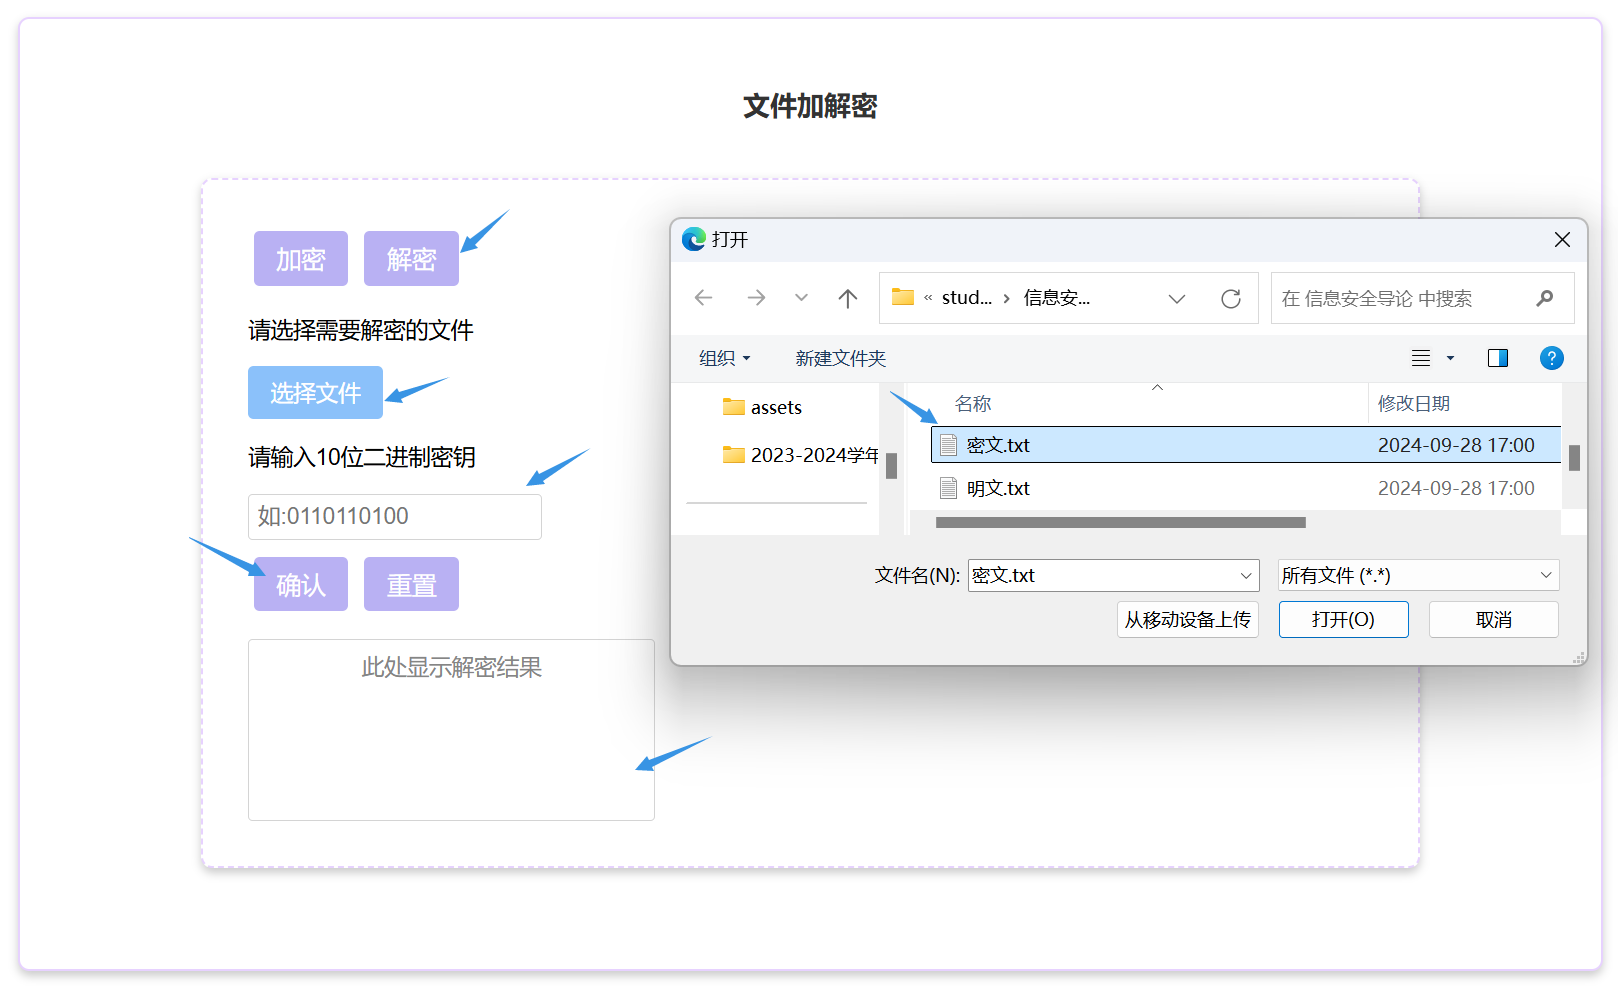 文件加解密
加密 解密
请选择需要解密的文件
选择文件
请输入10位二进制密钥
如:0110110100
确认 重置
此处显示解密结果
打开
« stud... › 信息安...
在 信息安全导论 中搜索
组织 新建文件夹
?
assets
2023-2024学年
名称 修改日期
密文.txt 2024-09-28 17:00
明文.txt 2024-09-28 17:00
文件名(N): 密文.txt 所有文件 (*.*)
从移动设备上传 打开(O) 取消